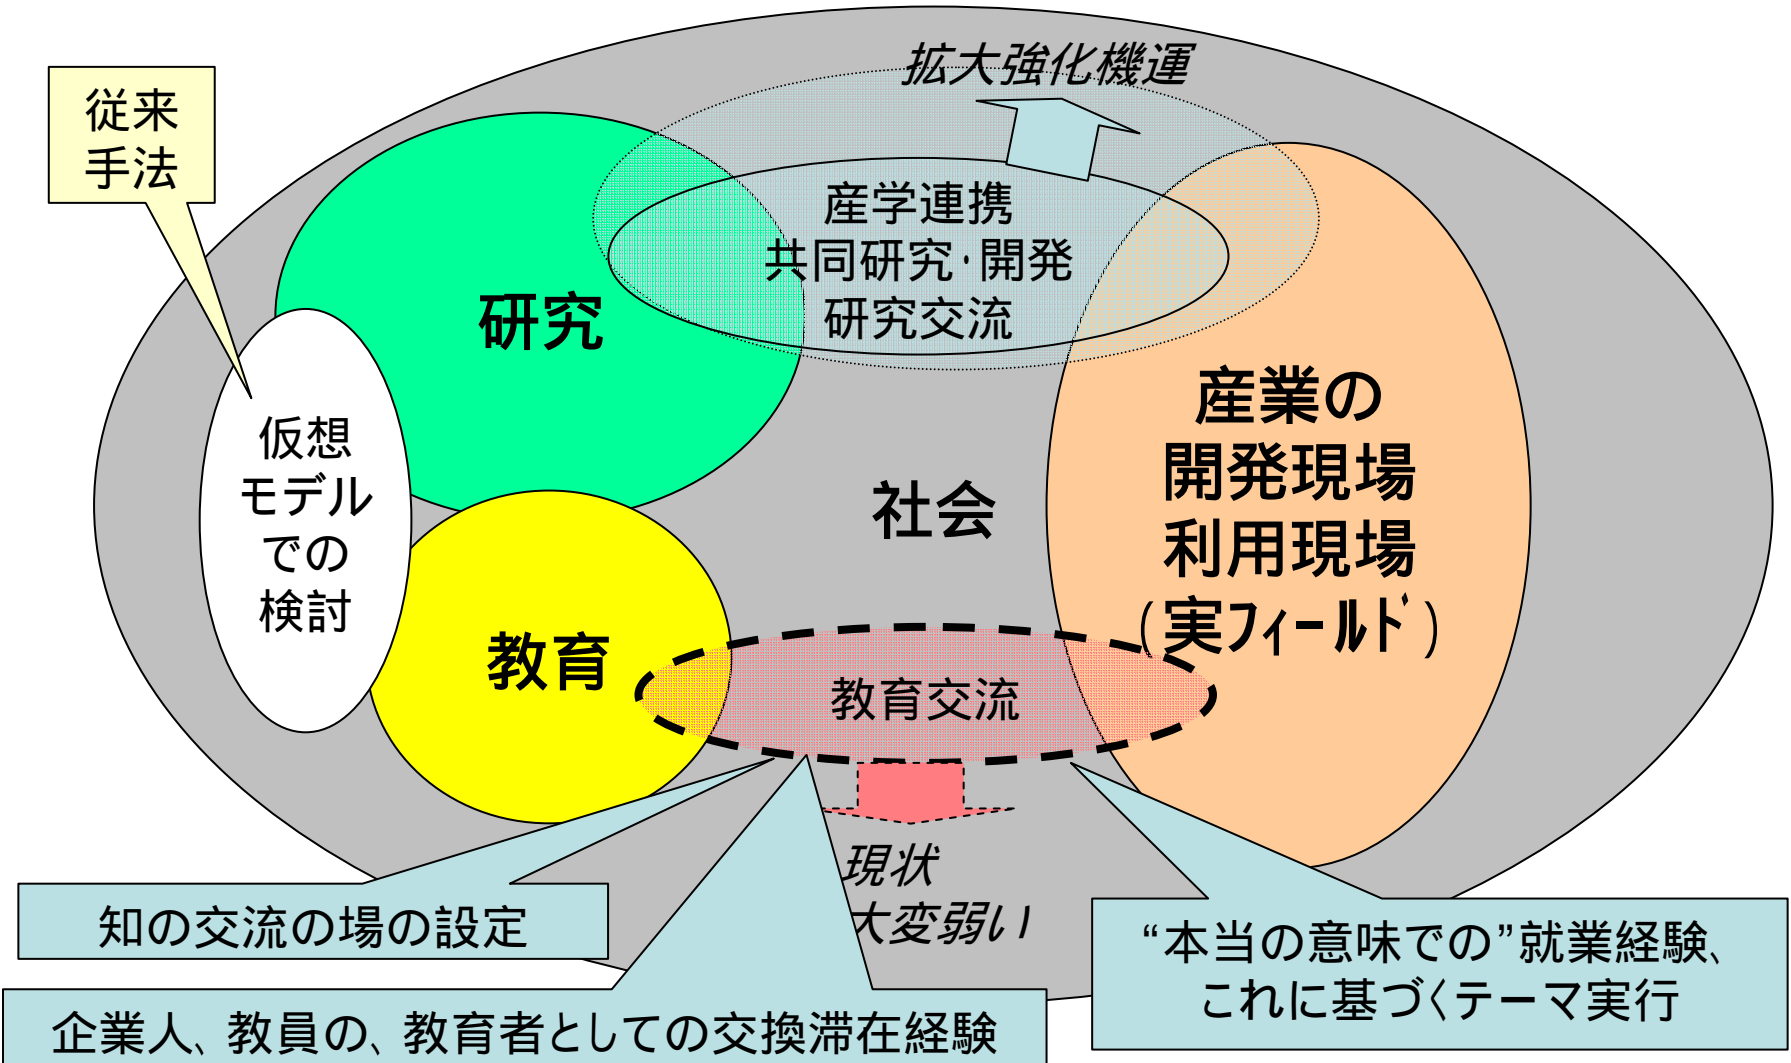 拡大強化機運
従来
手法
産学連携
共同研究・開発
研究交流
研究
仮想
モデル
での
検討
社会
産業の
開発現場
利用現場
(実フィールド)
教育
教育交流
現状
大変弱い
知の交流の場の設定
“本当の意味での”就業経験、
これに基づくテーマ実行
企業人、教員の、教育者としての交換滞在経験